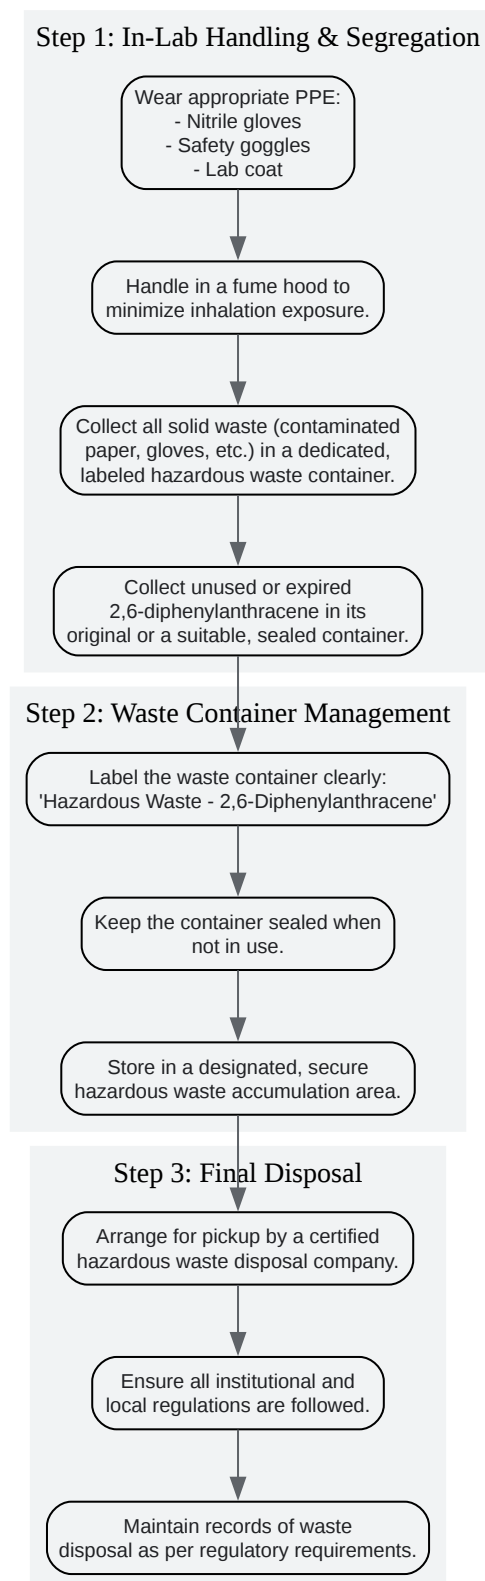 Step 1: In-Lab Handling & Segregation
Wear appropriate PPE:
- Nitrile gloves
- Safety goggles
- Lab coat
Handle in a fume hood to
minimize inhalation exposure.
Collect all solid waste (contaminated
paper, gloves, etc.) in a dedicated,
labeled hazardous waste container.
Collect unused or expired
2,6-diphenylanthracene in its
original or a suitable, sealed container.
Step 2: Waste Container Management
Label the waste container clearly:
'Hazardous Waste - 2,6-Diphenylanthracene'
Keep the container sealed when
not in use.
Store in a designated, secure
hazardous waste accumulation area.
Step 3: Final Disposal
Arrange for pickup by a certified
hazardous waste disposal company.
Ensure all institutional and
local regulations are followed.
Maintain records of waste
disposal as per regulatory requirements.